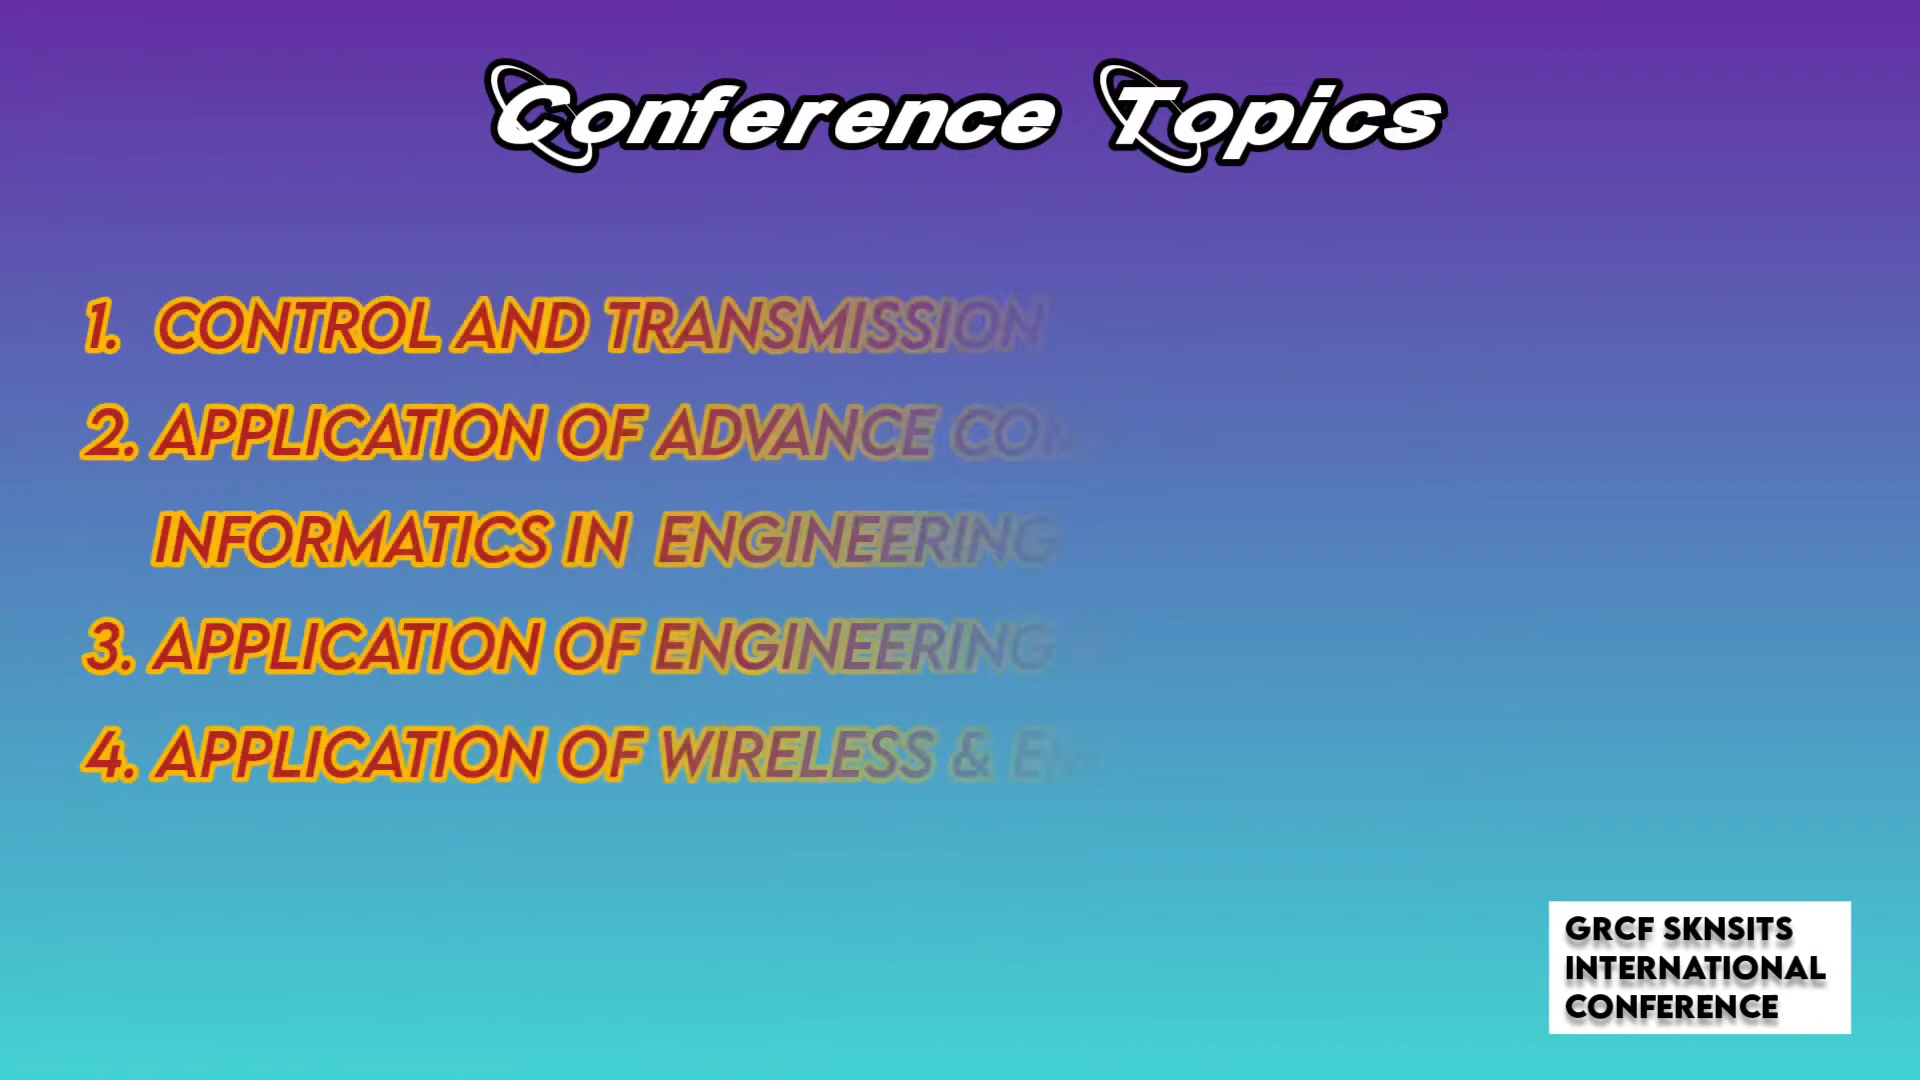 Conference Topics
1. CONTROL AND TRANSMISSION
2. APPLICATION OF ADVANCE
INFORMATICS IN ENGINEERING
3. APPLICATION OF ENGINEERING
4. APPLICATION OF WIRELESS &
GRCF SKNSITS
INTERNATIONAL
CONFERENCE